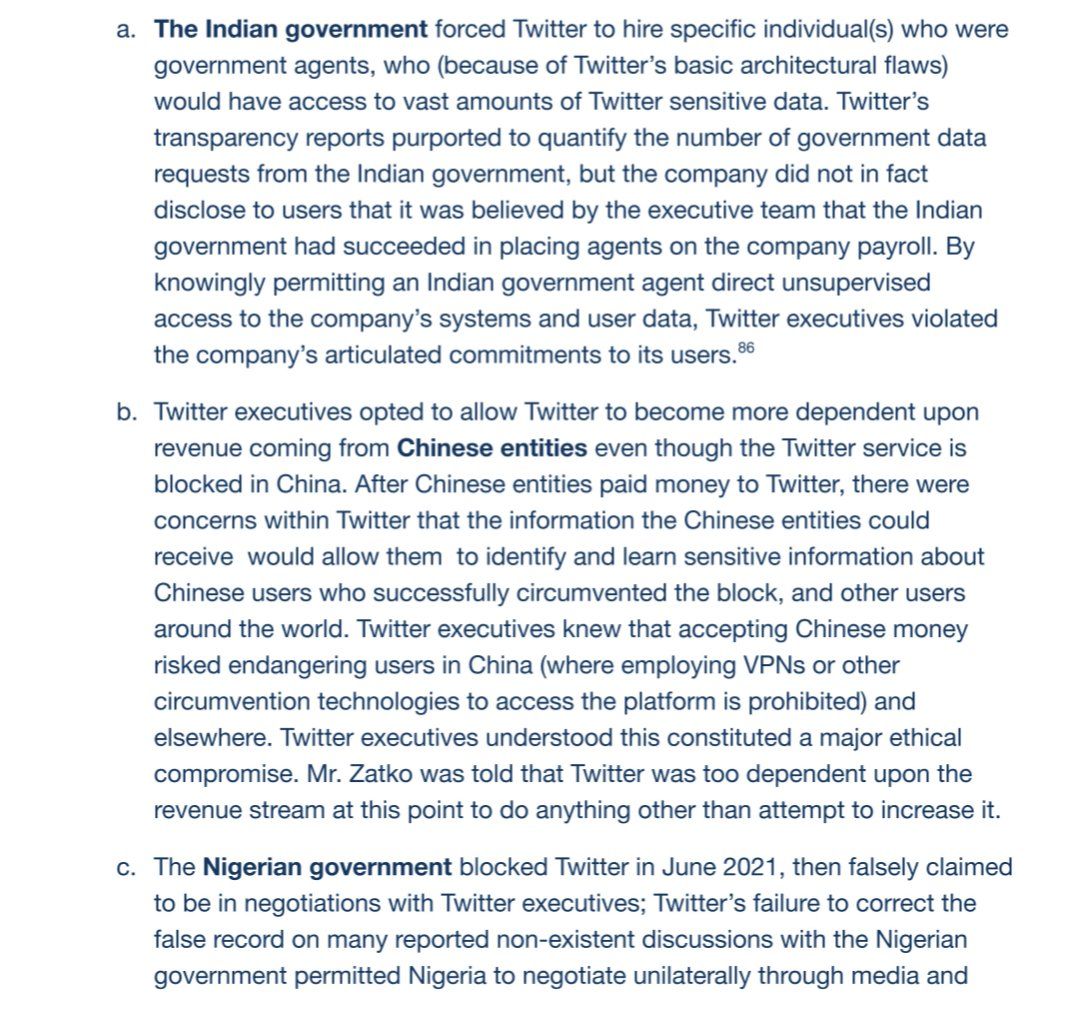 a. The Indian government forced Twitter to hire specific individual(s) who were
government agents, who (because of Twitter’s basic architectural flaws)
would have access to vast amounts of Twitter sensitive data. Twitter’s
transparency reports purported to quantify the number of government data
requests from the Indian government, but the company did not in fact
disclose to users that it was believed by the executive team that the Indian
government had succeeded in placing agents on the company payroll. By
knowingly permitting an Indian government agent direct unsupervised
access to the company’s systems and user data, Twitter executives violated
the company’s articulated commitments to its users.86
b. Twitter executives opted to allow Twitter to become more dependent upon
revenue coming from Chinese entities even though the Twitter service is
blocked in China. After Chinese entities paid money to Twitter, there were
concerns within Twitter that the information the Chinese entities could
receive  would allow them  to identify and learn sensitive information about
Chinese users who successfully circumvented the block, and other users
around the world. Twitter executives knew that accepting Chinese money
risked endangering users in China (where employing VPNs or other
circumvention technologies to access the platform is prohibited) and
elsewhere. Twitter executives understood this constituted a major ethical
compromise. Mr. Zatko was told that Twitter was too dependent upon the
revenue stream at this point to do anything other than attempt to increase it.
c. The Nigerian government blocked Twitter in June 2021, then falsely claimed
to be in negotiations with Twitter executives; Twitter’s failure to correct the
false record on many reported non-existent discussions with the Nigerian
government permitted Nigeria to negotiate unilaterally through media and